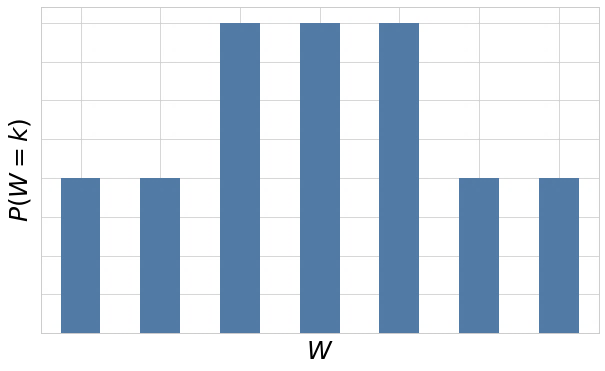 P(W = k)
W